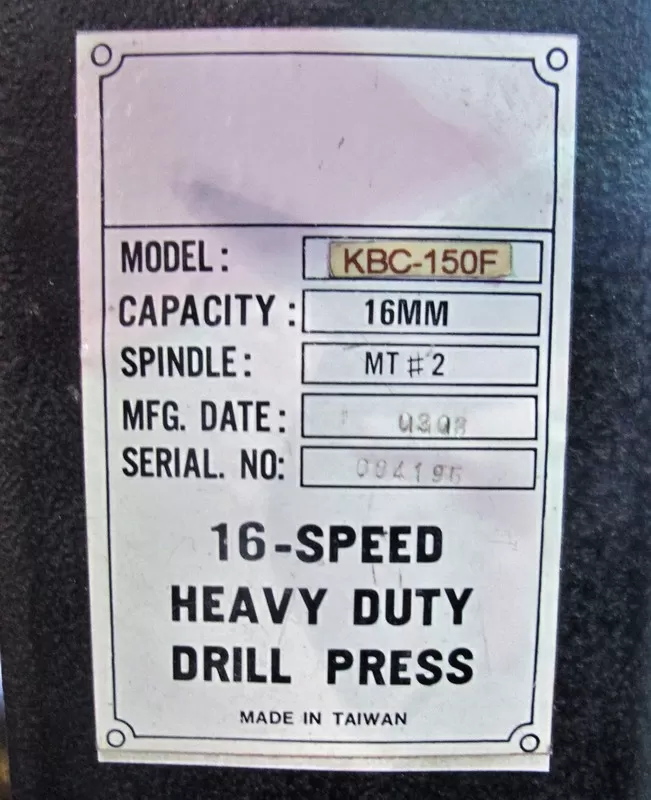 MODEL: KBC-150F
CAPACITY: 16MM
SPINDLE: MT #2
MFG. DATE:
SERIAL. NO: 094195
16-SPEED
HEAVY DUTY
DRILL PRESS
MADE IN TAIWAN